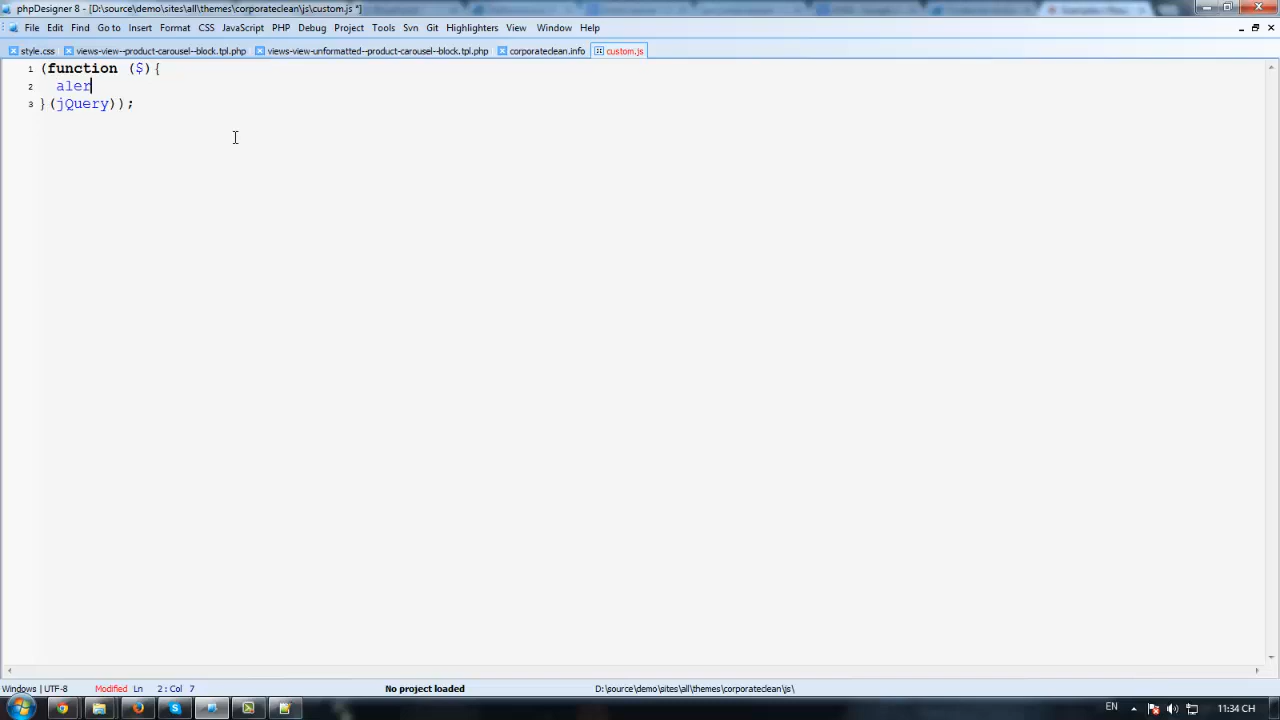 phpDesigner 8 - [D:\source\demo\sites\all\themes\corporateclean\js\custom.js *]
File Edit Find Go to Insert Format CSS JavaScript PHP Debug Project Tools Svn Git Highlighters View Window Help
style.css views-view--product-carousel--block.tpl.php views-view-unformatted--product-carousel--block.tpl.php corporateclean.info custom.js
1 (function ($){
2 aler
3 }(jQuery));
Windows | UTF-8 Modified Ln 2 : Col 7 No project loaded D:\source\demo\sites\all\themes\corporateclean\js\
EN 11:34 CH